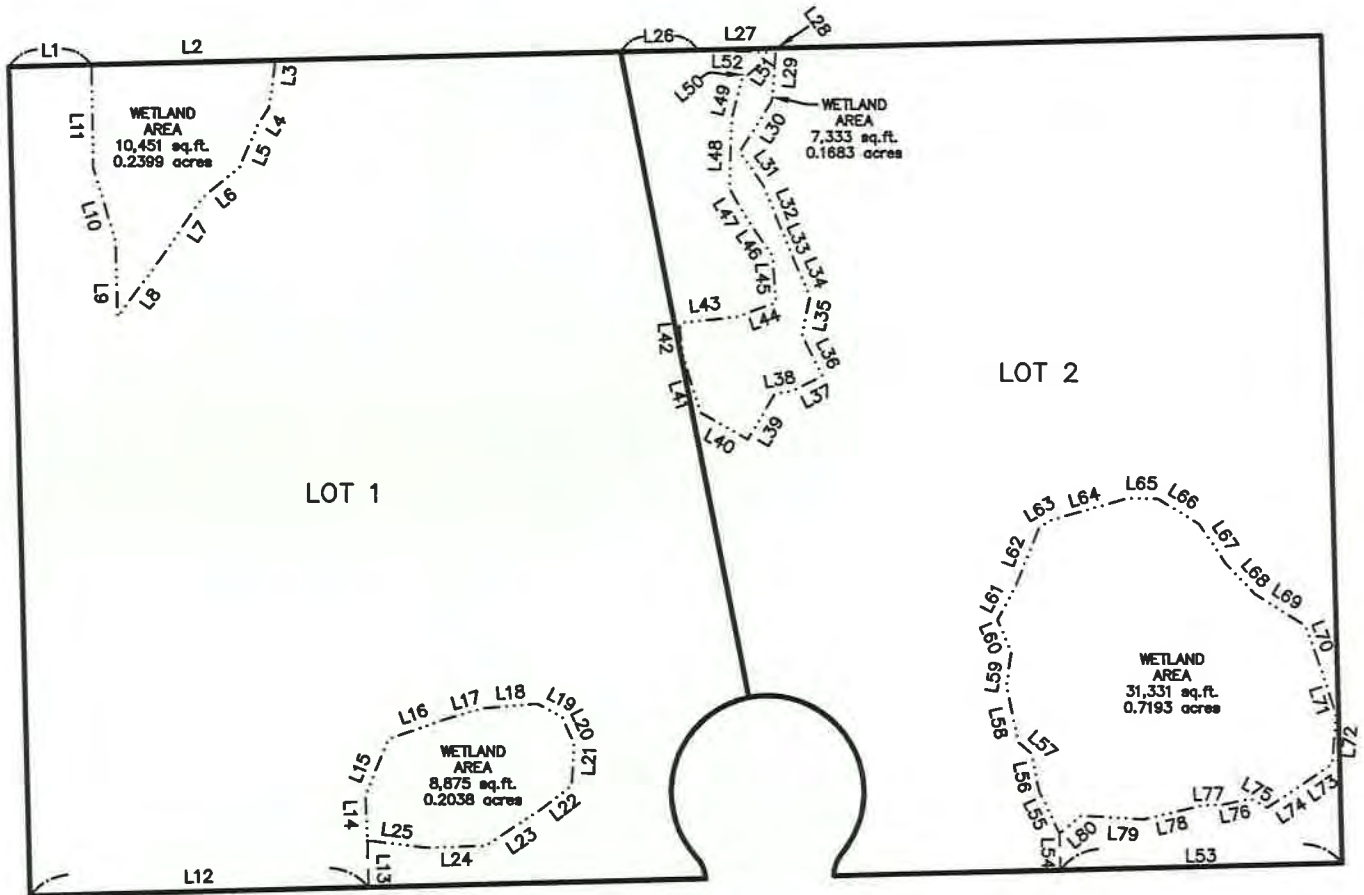 L1
L2
L3
L4
L5
L6
L7
L8
L9
L10
L11
WETLAND
AREA
10,451 sq.ft.
0.2399 acres
L26
L27
L28
L52
L51
L50
L29
L49
L30
WETLAND
AREA
7,333 sq.ft.
0.1683 acres
L48
L31
L47
L32
L46
L33
L45
L34
L43
L44
L35
L42
L36
L41
L38
L37
L40
L39
LOT 2
LOT 1
L65
L64
L63
L66
L62
L67
L61
L68
L69
L60
L70
L59
WETLAND
AREA
31,331 sq.ft.
0.7193 acres
L58
L71
L57
L72
L56
L55
L54
L73
L74
L75
L76
L77
L78
L79
L80
L53
L16
L17
L18
L19
L20
L15
L21
WETLAND
AREA
8,875 sq.ft.
0.2038 acres
L14
L22
L23
L25
L24
L13
L12